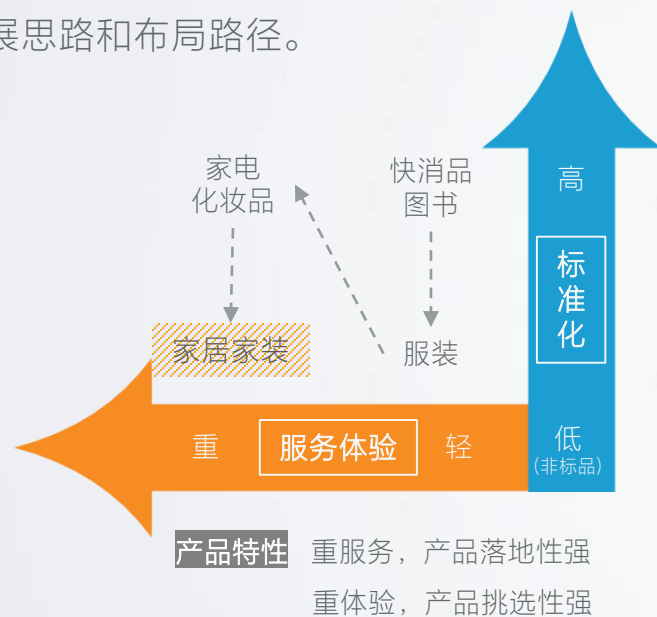 展思路和布局路径。
家电
化妆品
快消品
图书
高
标准化
家居家装
服装
重
服务体验
轻
低
(非标品)
产品特性 重服务，产品落地性强
重体验，产品挑选性强